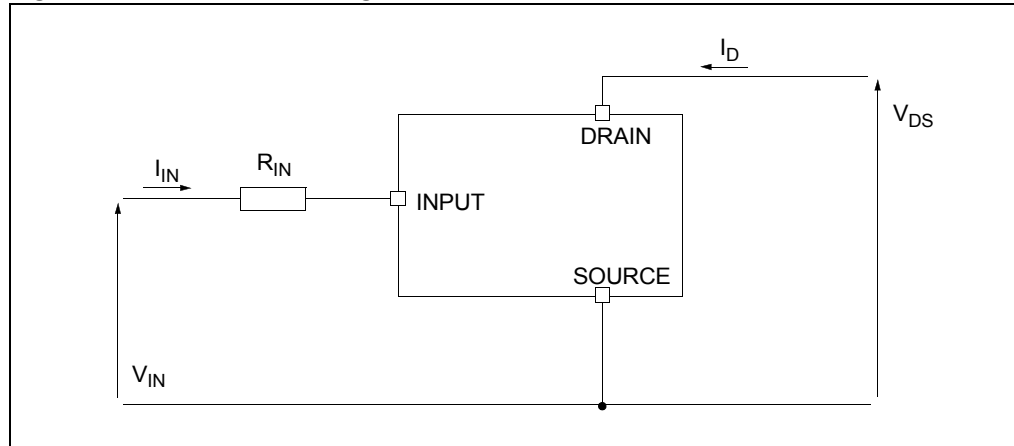 I_D
DRAIN
V_DS
I_IN
R_IN
INPUT
SOURCE
V_IN